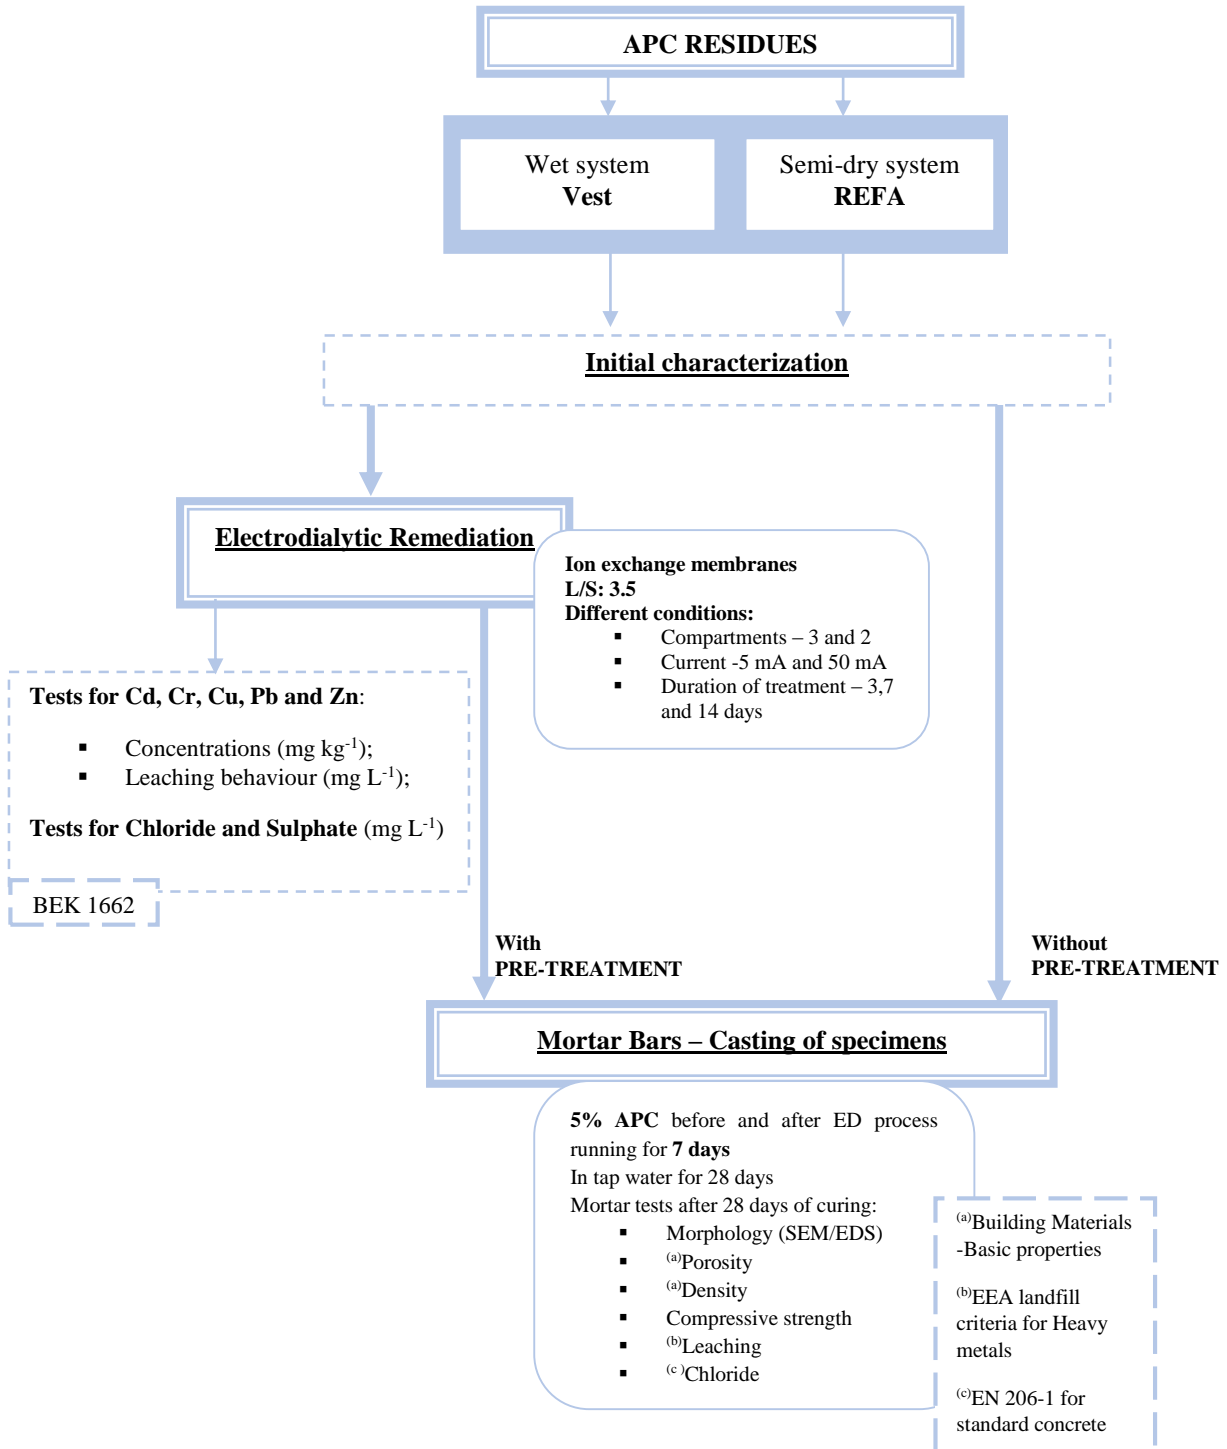 APC RESIDUES
Wet system
Vest
Semi-dry system
REFA
Initial characterization
Electrodialytic Remediation
Ion exchange membranes
L/S: 3.5
Different conditions:
▪ Compartments – 3 and 2
▪ Current -5 mA and 50 mA
▪ Duration of treatment – 3,7
and 14 days
Tests for Cd, Cr, Cu, Pb and Zn:
▪ Concentrations (mg kg⁻¹);
▪ Leaching behaviour (mg L⁻¹);
Tests for Chloride and Sulphate (mg L⁻¹)
BEK 1662
With
PRE-TREATMENT
Without
PRE-TREATMENT
Mortar Bars – Casting of specimens
5% APC before and after ED process
running for 7 days
In tap water for 28 days
Mortar tests after 28 days of curing:
▪ Morphology (SEM/EDS)
▪ (a)Porosity
▪ (a)Density
▪ Compressive strength
▪ (b)Leaching
▪ (c )Chloride
(a)Building Materials
-Basic properties
(b)EEA landfill
criteria for Heavy
metals
(c)EN 206-1 for
standard concrete